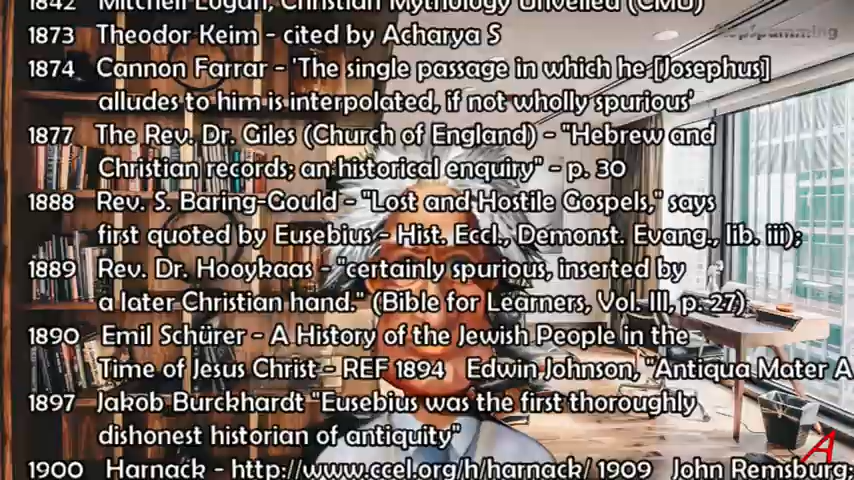 1842 Mitchell Logan, Christian Mythology Unveiled (CMU)
1873 Theodor Keim - cited by Acharya S
1874 Cannon Farrar - 'The single passage in which he [Josephus]
alludes to him is interpolated, if not wholly spurious'
1877 The Rev. Dr. Giles (Church of England) - "Hebrew and
Christian records; an historical enquiry" - p. 30
1888 Rev. S. Baring-Gould - "Lost and Hostile Gospels," says
first quoted by Eusebius - Hist. Eccl., Demonst. Evang., lib. iii);
1889 Rev. Dr. Hooykaas - "certainly spurious, inserted by
a later Christian hand." (Bible for Learners, Vol. III, p. 27)
1890 Emil Schürer - A History of the Jewish People in the
Time of Jesus Christ - REF 1894 Edwin Johnson, "Antiqua Mater A
1897 Jakob Burckhardt "Eusebius was the first thoroughly
dishonest historian of antiquity"
1900 Harnack - http://www.ccel.org/h/harnack/ 1909 John Remsburg;
A